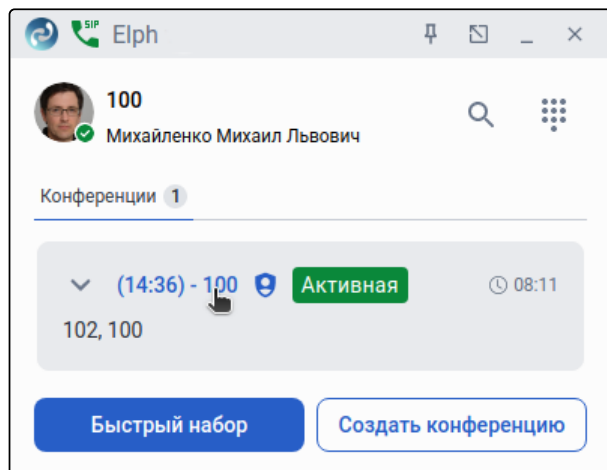 SIP Elph
100
Михайленко Михаил Львович
Конференции 1
(14:36) - 100 Активная 08:11
102, 100
Быстрый набор Создать конференцию